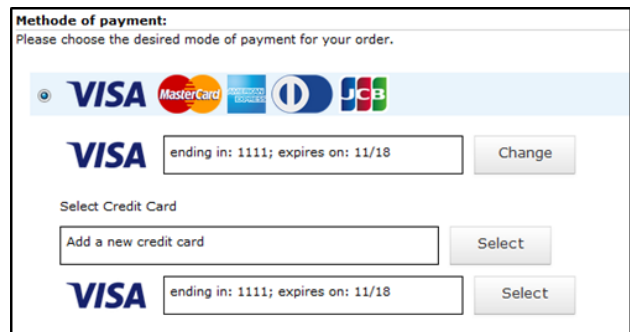 Methode of payment:
Please choose the desired mode of payment for your order.
VISA MasterCard AMERICAN EXPRESS JCB
VISA ending in: 1111; expires on: 11/18 Change
Select Credit Card
Add a new credit card Select
VISA ending in: 1111; expires on: 11/18 Select